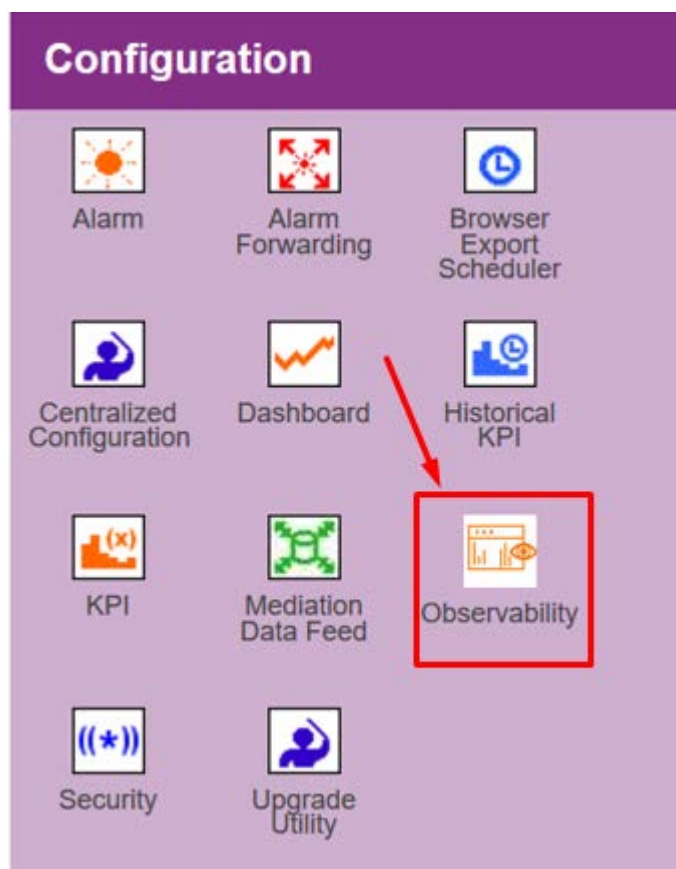 Configuration
Alarm
Alarm
Forwarding
Browser
Export
Scheduler
Centralized
Configuration
Dashboard
Historical
KPI
(x)
KPI
Mediation
Data Feed
Observability
((*))
Security
Upgrade
Utility